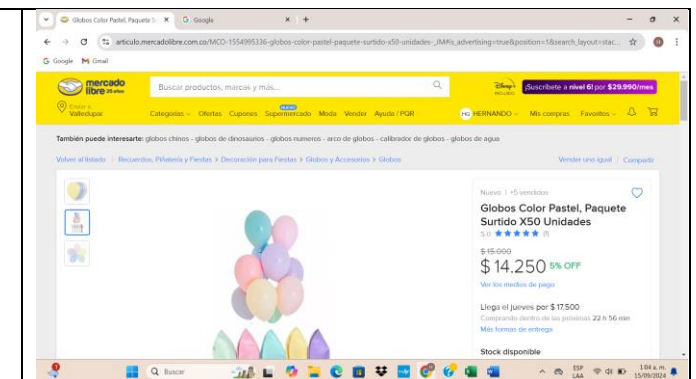 Globos Color Pastel, Paquete S
Google
articulo.mercadolibre.com.co/MCO-1554995336-globos-color-pastel-paquete-surtido-x50-unidades-_JM#is_advertising=true&position=1&search_layout=stac...
Google Gmail
mercado libre 25 años
Buscar productos, marcas y más...
Disney+ ¡Suscríbete a nivel 6! por $29.990/mes
Enviar a
Valledupar
Categorías Ofertas Cupones Supermercado Moda Vender Ayuda / PQR
HG HERNANDO Mis compras Favoritos
También puede interesarte: globos chinos - globos de dinosaurios - globos numeros - arco de globos - calibrador de globos - globos de agua
Volver al listado | Recuerdos, Piñatería y Fiestas > Decoración para Fiestas > Globos y Accesorios > Globos
Vender uno igual | Compartir
Nuevo | +5 vendidos
Globos Color Pastel, Paquete
Surtido X50 Unidades
5.0 (1)
$ 15.000
$ 14.250 5% OFF
Ver los medios de pago
Llega el jueves por $ 17.500
Comprando dentro de las próximas 22 h 56 min
Más formas de entrega
Stock disponible
Buscar
ESP
LAA
1:04 a. m.
15/09/2024